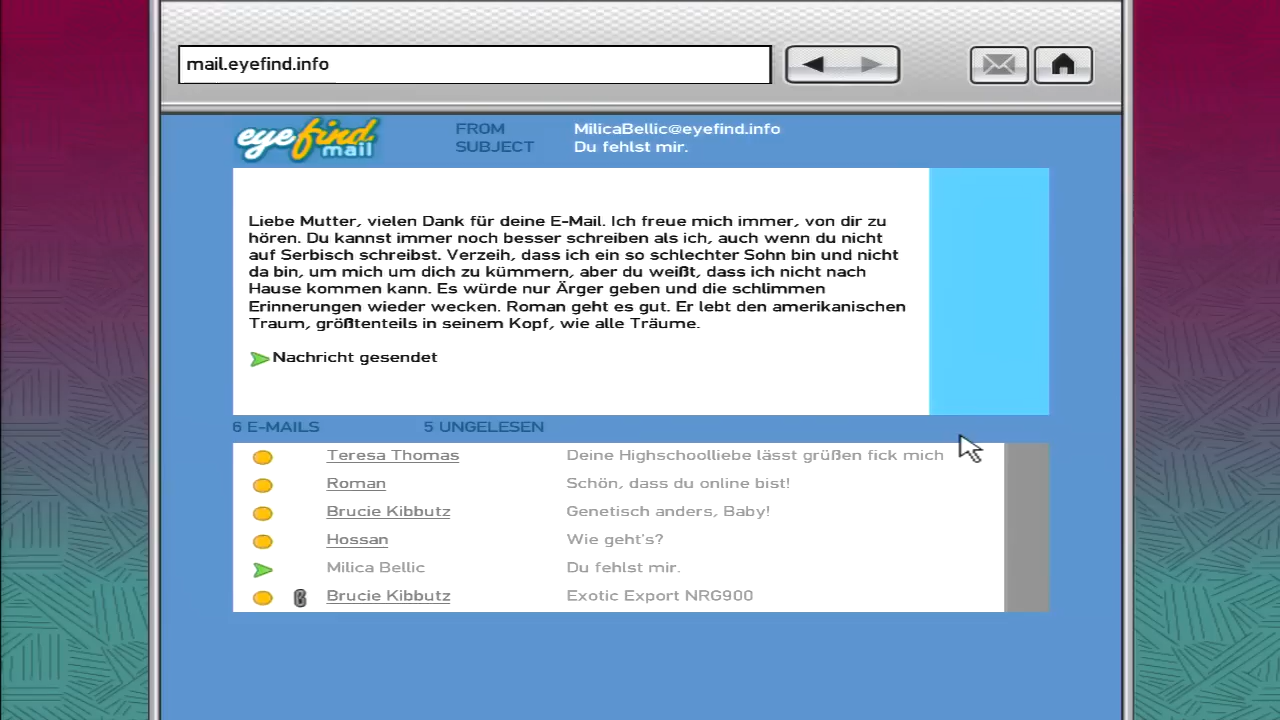 mail.eyefind.info
eyefind mail
FROM MilicaBellic@eyefind.info
SUBJECT Du fehlst mir.
Liebe Mutter, vielen Dank für deine E-Mail. Ich freue mich immer, von dir zu
hören. Du kannst immer noch besser schreiben als ich, auch wenn du nicht
auf Serbisch schreibst. Verzeih, dass ich ein so schlechter Sohn bin und nicht
da bin, um mich um dich zu kümmern, aber du weißt, dass ich nicht nach
Hause kommen kann. Es würde nur Ärger geben und die schlimmen
Erinnerungen wieder wecken. Roman geht es gut. Er lebt den amerikanischen
Traum, größtenteils in seinem Kopf, wie alle Träume.
Nachricht gesendet
6 E-MAILS 5 UNGELESEN
Teresa Thomas Deine Highschoolliebe lässt grüßen fick mich
Roman Schön, dass du online bist!
Brucie Kibbutz Genetisch anders, Baby!
Hossan Wie geht's?
Milica Bellic Du fehlst mir.
Brucie Kibbutz Exotic Export NRG900